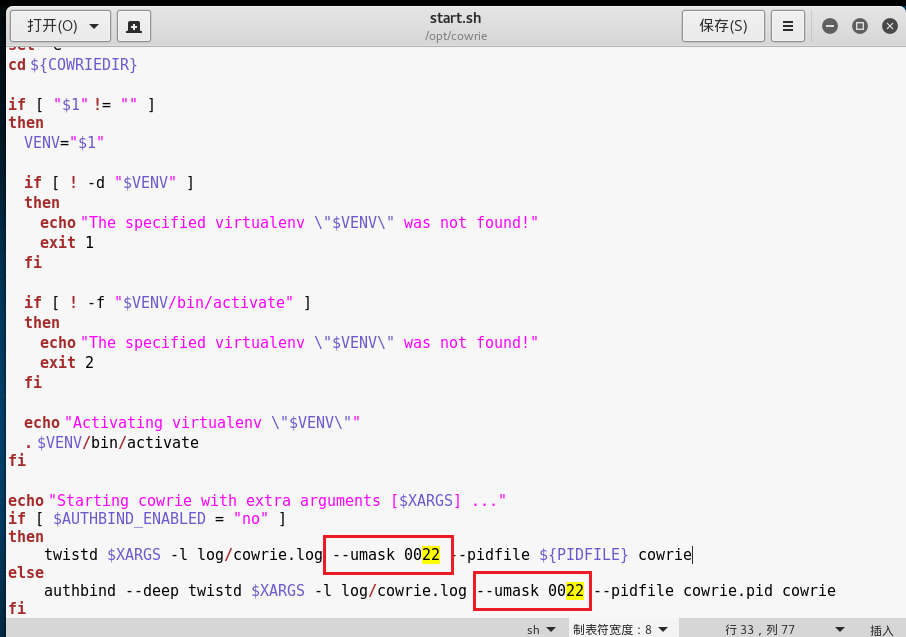 打开(O)
start.sh
/opt/cowrie
保存(S)
cd ${COWRIEDIR}
if [ "$1" != "" ]
then
VENV="$1"
if [ ! -d "$VENV" ]
then
echo "The specified virtualenv \"$VENV\" was not found!"
exit 1
fi
if [ ! -f "$VENV/bin/activate" ]
then
echo "The specified virtualenv \"$VENV\" was not found!"
exit 2
fi
echo "Activating virtualenv \"$VENV\""
. $VENV/bin/activate
fi
echo "Starting cowrie with extra arguments [$XARGS] ..."
if [ $AUTHBIND_ENABLED = "no" ]
then
twistd $XARGS -l log/cowrie.log --umask 0022 --pidfile ${PIDFILE} cowrie
else
authbind --deep twistd $XARGS -l log/cowrie.log --umask 0022 --pidfile cowrie.pid cowrie
fi
sh 制表符宽度：8 行 33，列 77 插入